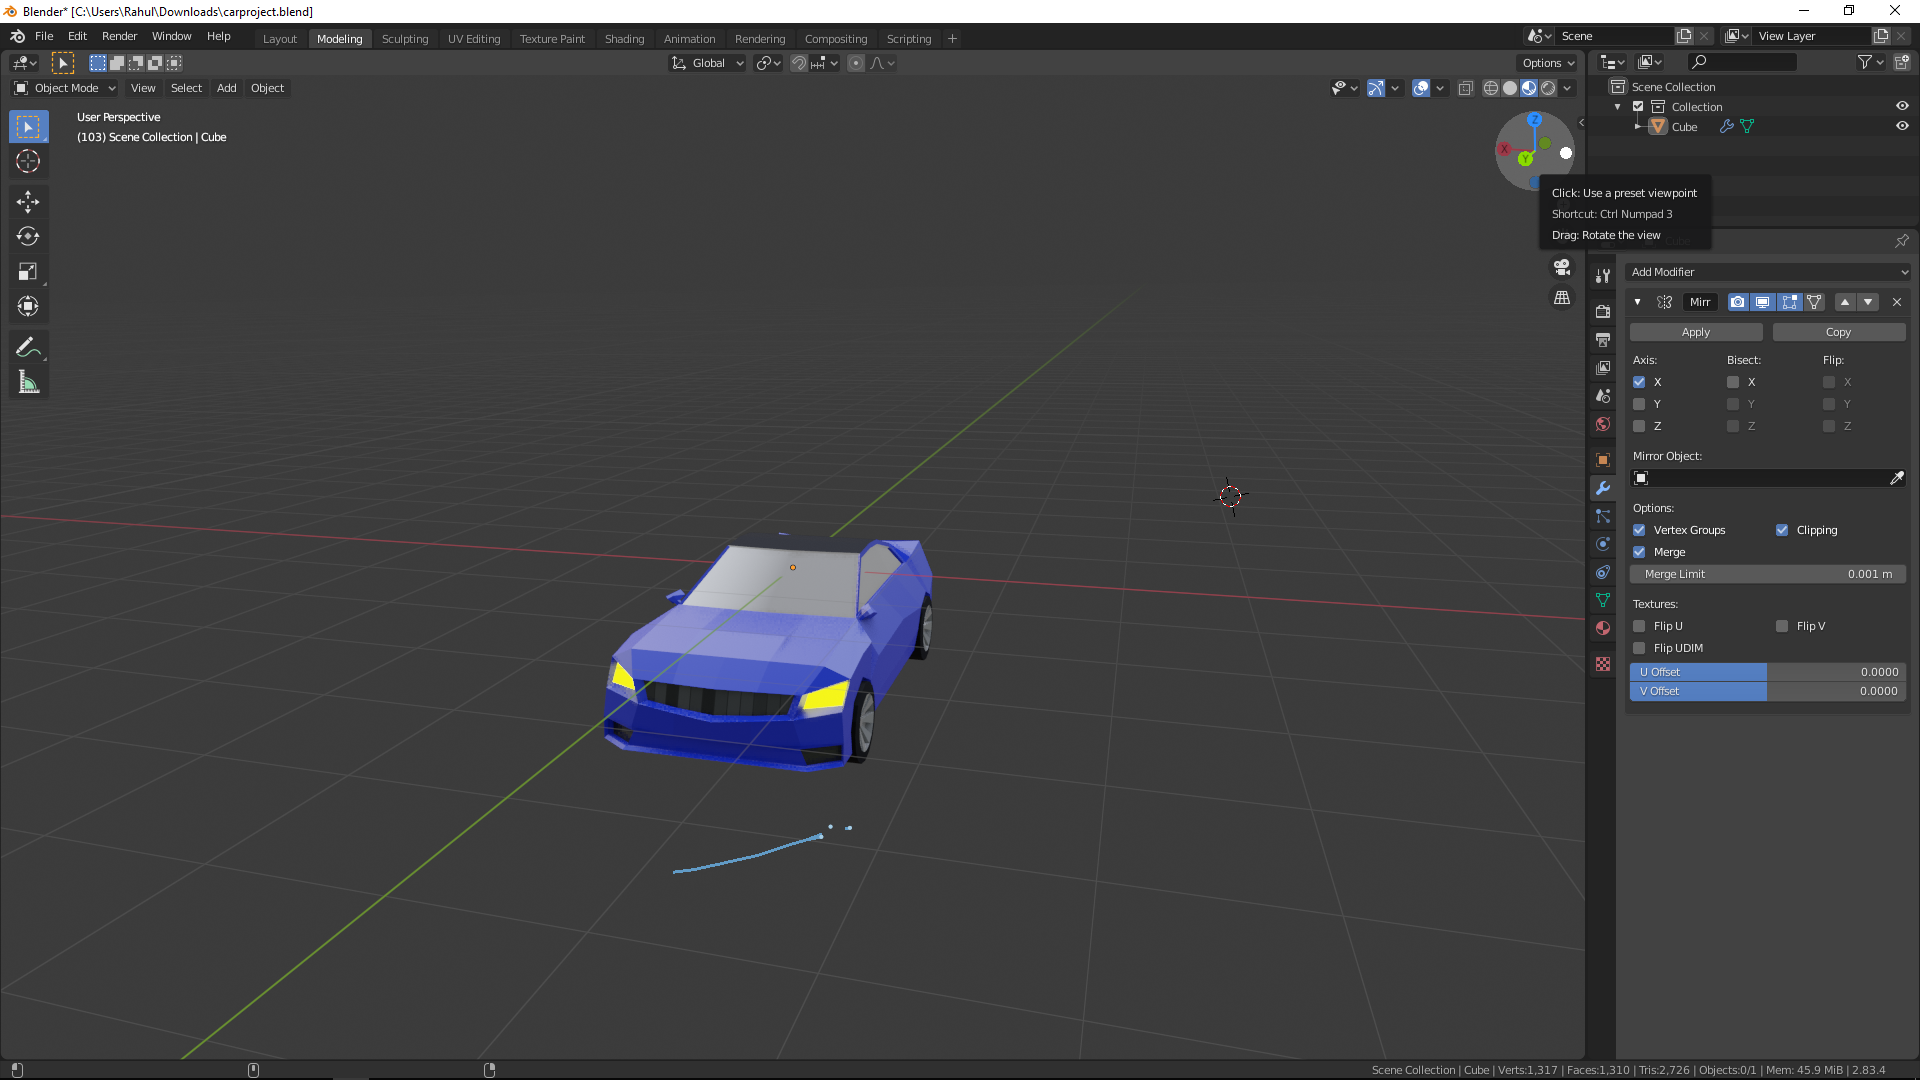 Blender* [C:\Users\Rahul\Downloads\carproject.blend]
File Edit Render Window Help Layout Modeling Sculpting UV Editing Texture Paint Shading Animation Rendering Compositing Scripting + Scene View Layer
Global Options
Object Mode View Select Add Object
User Perspective
(103) Scene Collection | Cube
Z
X
Y
Scene Collection
Collection
Cube
Click: Use a preset viewpoint
Shortcut: Ctrl Numpad 3
Drag: Rotate the view
Add Modifier
Mirr
Apply Copy
Axis: Bisect: Flip:
X X X
Y Y Y
Z Z Z
Mirror Object:
Options:
Vertex Groups Clipping
Merge
Merge Limit 0.001 m
Textures:
Flip U Flip V
Flip UDIM
U Offset 0.0000
V Offset 0.0000
Scene Collection | Cube | Verts:1,317 | Faces:1,310 | Tris:2,726 | Objects:0/1 | Mem: 45.9 MiB | 2.83.4